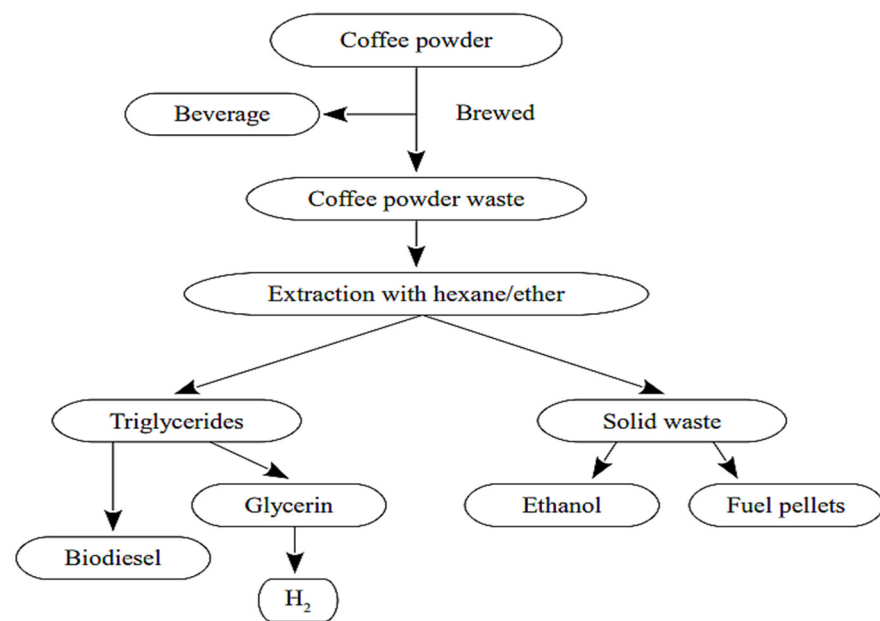 Coffee powder
Beverage
Brewed
Coffee powder waste
Extraction with hexane/ether
Triglycerides
Solid waste
Glycerin
Ethanol
Fuel pellets
Biodiesel
H₂